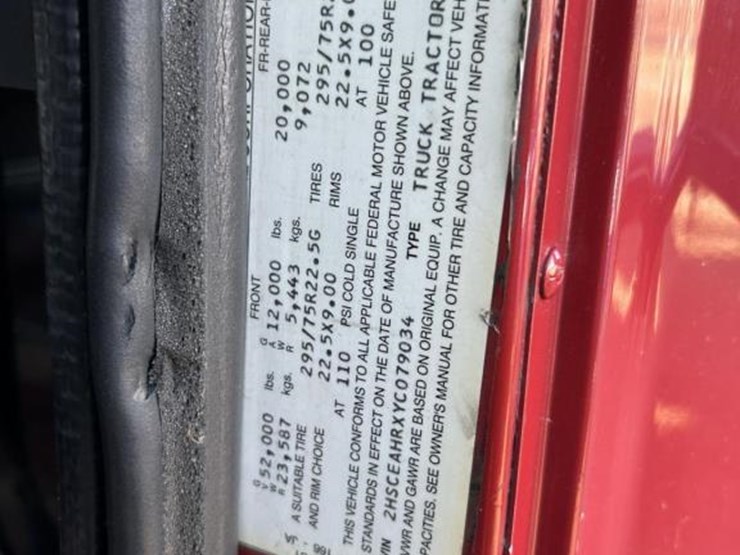 CORPORATION
FRONT FR-REAR-
GVWR 52,000 lbs. GAWR 12,000 lbs. 20,000
23,587 kgs. 5,443 kgs. 9,072
A SUITABLE TIRE 295/75R22.5G TIRES 295/75R
AND RIM CHOICE 22.5X9.00 RIMS 22.5X9.0
AT 110 PSI COLD SINGLE AT 100
THIS VEHICLE CONFORMS TO ALL APPLICABLE FEDERAL MOTOR VEHICLE SAFE
STANDARDS IN EFFECT ON THE DATE OF MANUFACTURE SHOWN ABOVE.
VIN 2HSCEAHRXYC079034 TYPE TRUCK TRACTOR
VWR AND GAWR ARE BASED ON ORIGINAL EQUIP. A CHANGE MAY AFFECT VEH
PACITIES, SEE OWNER'S MANUAL FOR OTHER TIRE AND CAPACITY INFORMATI